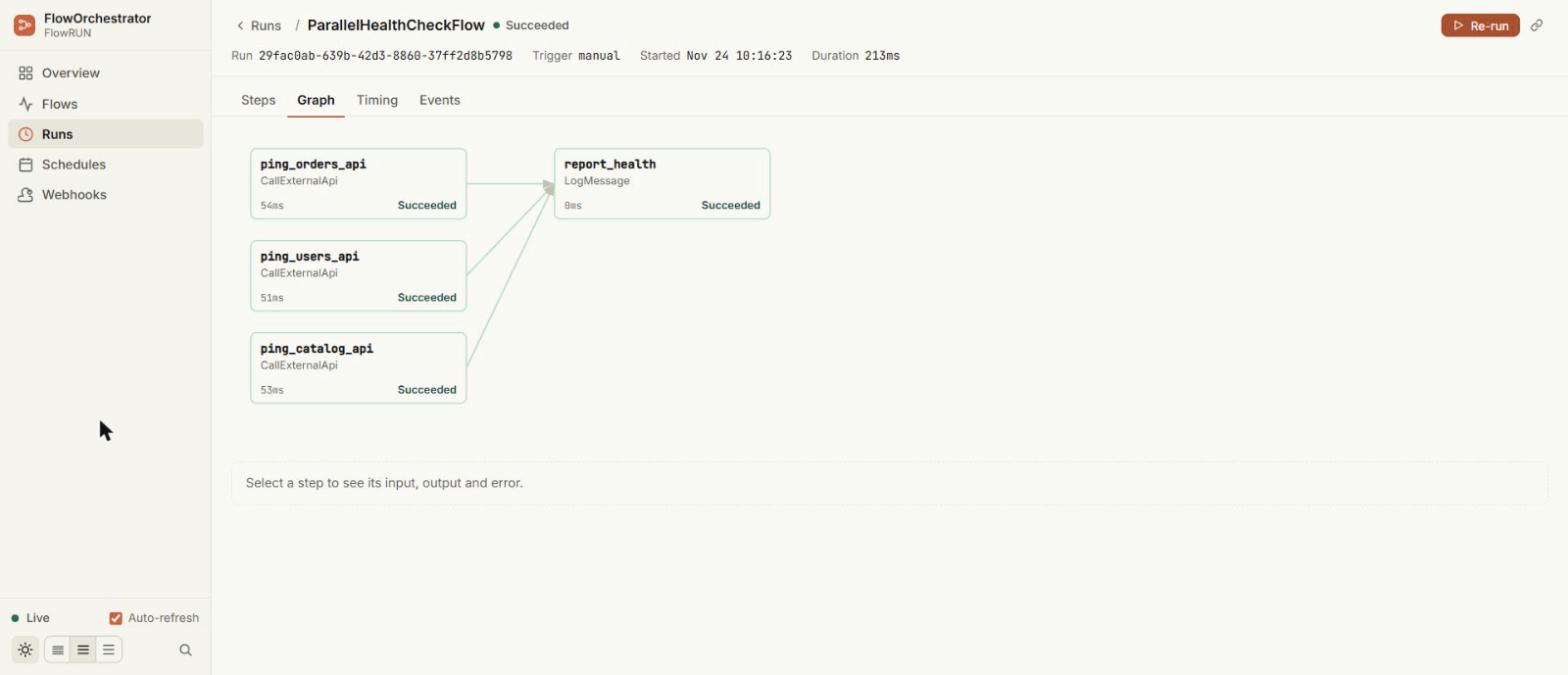 FlowOrchestrator
FlowRUN
Overview
Flows
Runs
Schedules
Webhooks
Live
Auto-refresh
Runs / ParallelHealthCheckFlow Succeeded
Re-run
Run 29fac0ab-639b-42d3-8860-37ff2d8b5798 Trigger manual Started Nov 24 10:16:23 Duration 213ms
Steps Graph Timing Events
ping_orders_api
CallExternalApi
54ms Succeeded
report_health
LogMessage
0ms Succeeded
ping_users_api
CallExternalApi
51ms Succeeded
ping_catalog_api
CallExternalApi
53ms Succeeded
Select a step to see its input, output and error.